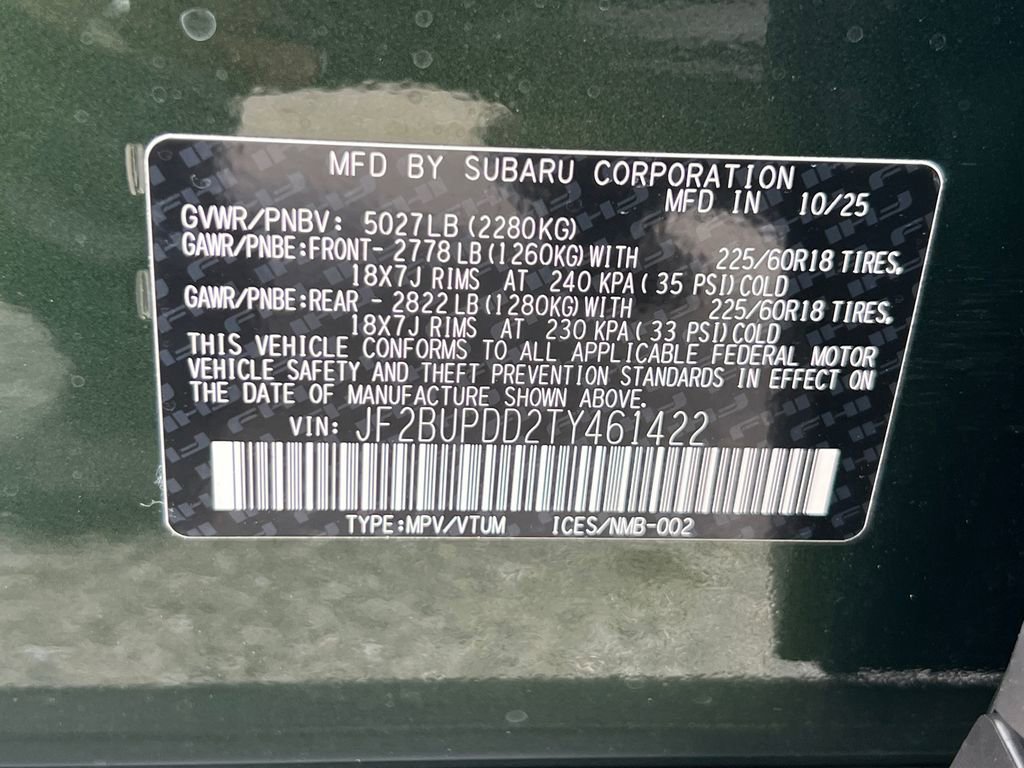 MFD BY SUBARU CORPORATION
MFD IN 10/25
GVWR/PNBV: 5027LB (2280KG)
GAWR/PNBE:FRONT- 2778 LB (1260KG) WITH 225/60R18 TIRES,
18X7J RIMS AT 240 KPA ( 35 PSI) COLD
GAWR/PNBE:REAR - 2822 LB (1280KG) WITH 225/60R18 TIRES,
18X7J RIMS AT 230 KPA (33 PSI) COLD
THIS VEHICLE CONFORMS TO ALL APPLICABLE FEDERAL MOTOR
VEHICLE SAFETY AND THEFT PREVENTION STANDARDS IN EFFECT ON
THE DATE OF MANUFACTURE SHOWN ABOVE.
VIN: JF2BUPDD2TY461422
TYPE:MPV/VTUM ICES/NMB-002